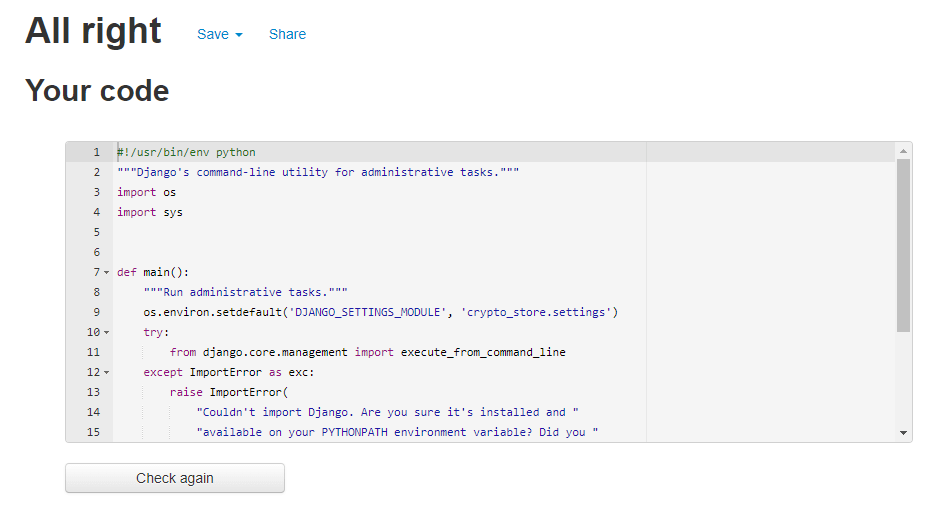 All right Save Share
Your code
1 #!/usr/bin/env python
2 """Django's command-line utility for administrative tasks."""
3 import os
4 import sys
5
6
7 def main():
8     """Run administrative tasks."""
9     os.environ.setdefault('DJANGO_SETTINGS_MODULE', 'crypto_store.settings')
10     try:
11         from django.core.management import execute_from_command_line
12     except ImportError as exc:
13         raise ImportError(
14             "Couldn't import Django. Are you sure it's installed and "
15             "available on your PYTHONPATH environment variable? Did you "
Check again